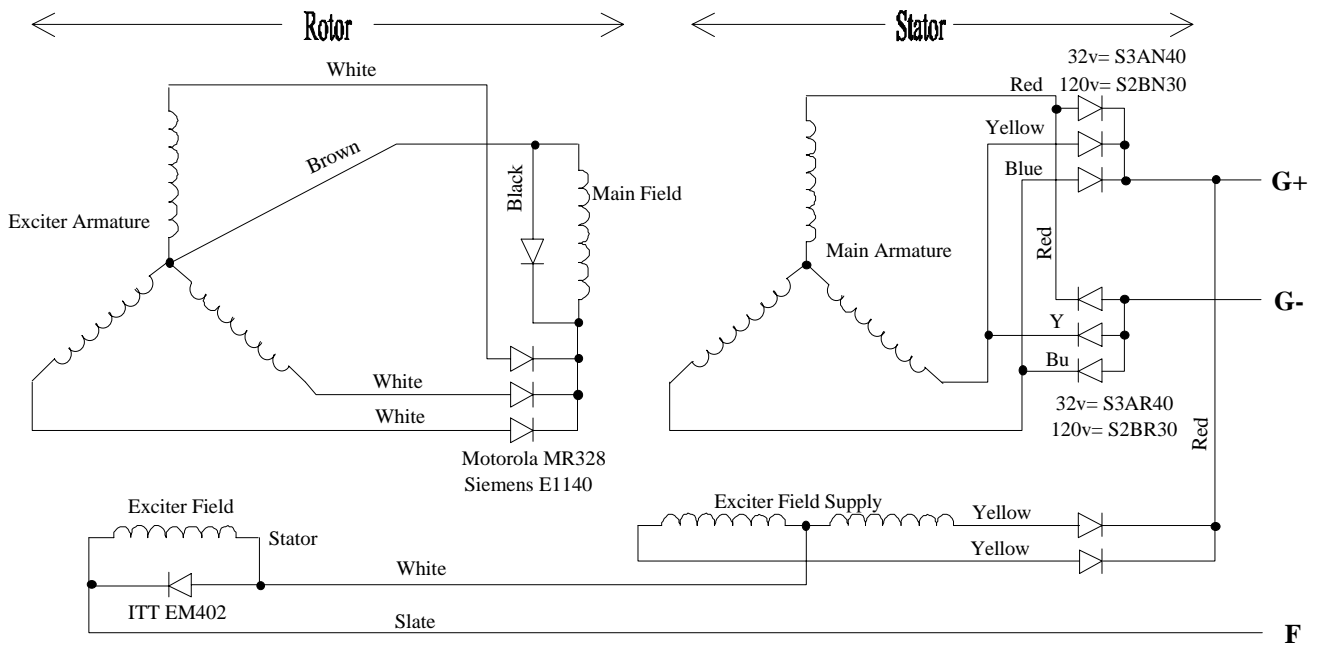 Rotor
Stator
White
32v= S3AN40
120v= S2BN30
Red
Yellow
Blue
G+
Brown
Black
Main Field
Exciter Armature
Main Armature
Red
G-
Y
Bu
White
White
32v= S3AR40
120v= S2BR30
Red
Motorola MR328
Siemens E1140
Exciter Field
Exciter Field Supply
Stator
Yellow
Yellow
White
ITT EM402
Slate
F